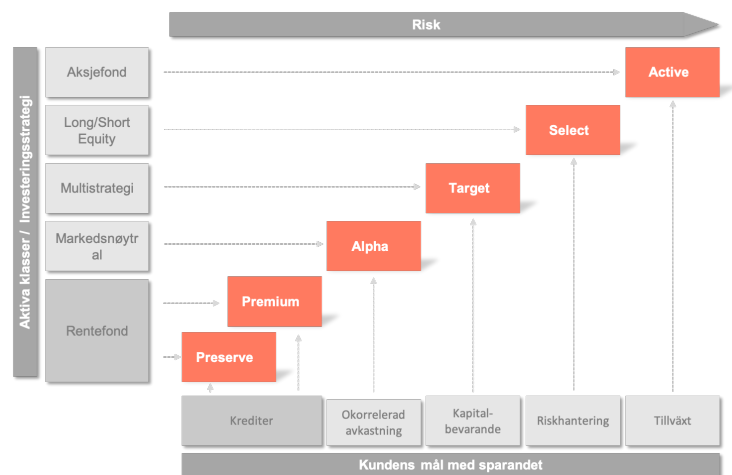 Risk
Aktiva klasser / Investeringsstrategi
Aksjefond
Active
Long/Short
Equity
Select
Multistrategi
Target
Markedsnøytr
al
Alpha
Rentefond
Premium
Preserve
Krediter
Okorrelerad
avkastning
Kapital-
bevarande
Riskhantering
Tillväxt
Kundens mål med sparandet